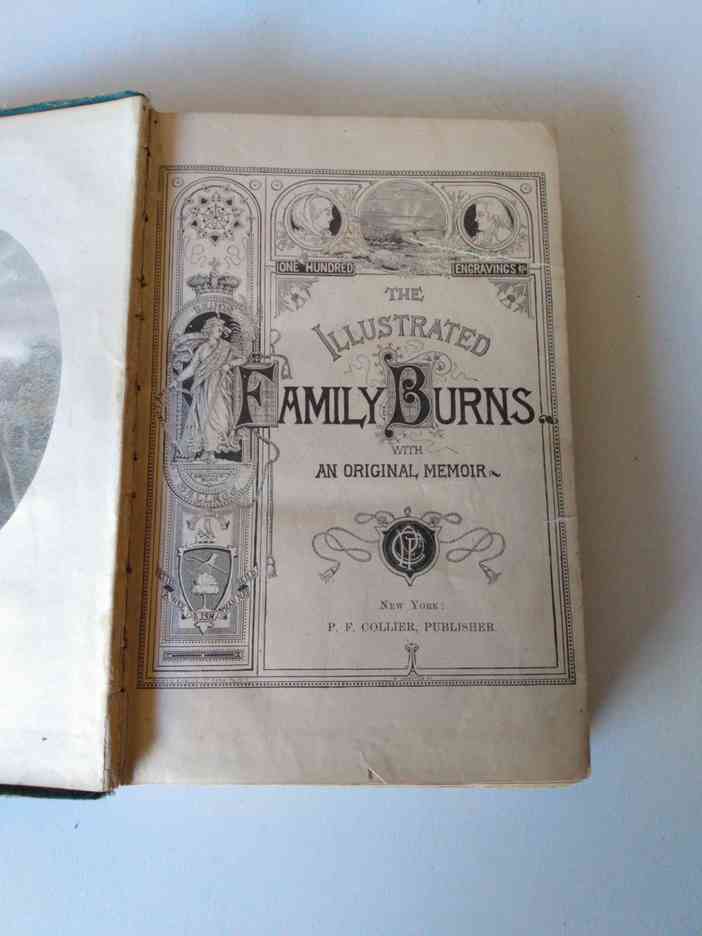 ONE HUNDRED
ENGRAVINGS
THE
ILLUSTRATED
FAMILY BURNS
WITH
AN ORIGINAL MEMOIR
NEW YORK:
P. F. COLLIER, PUBLISHER.